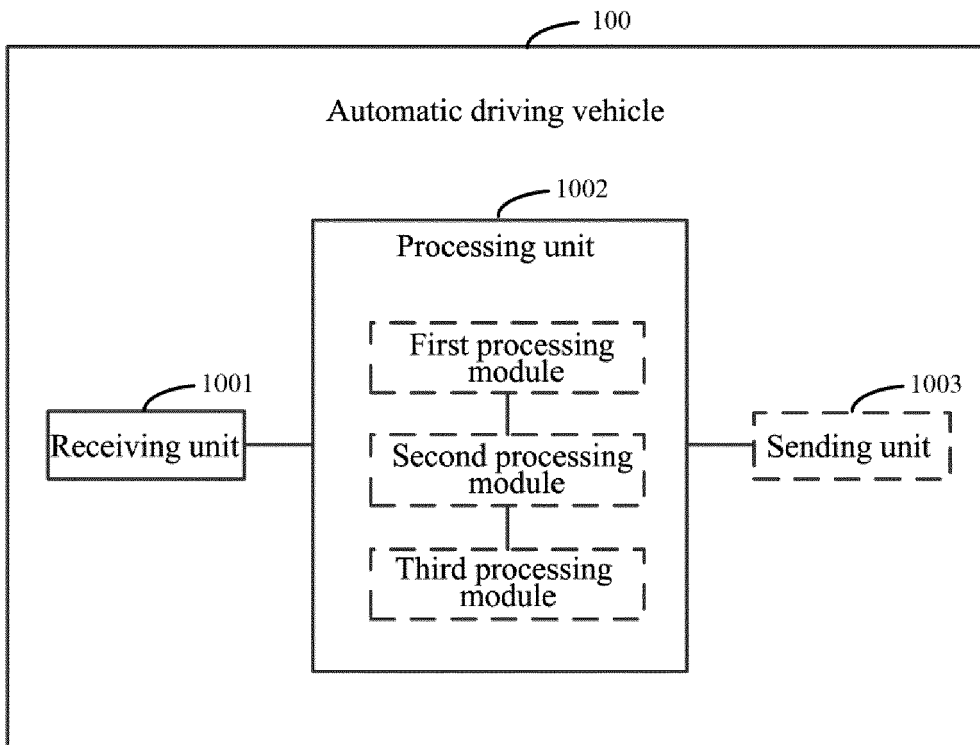 100
Automatic driving vehicle
1002
Processing unit
First processing
module
1001
1003
Receiving unit
Second processing
module
Sending unit
Third processing
module